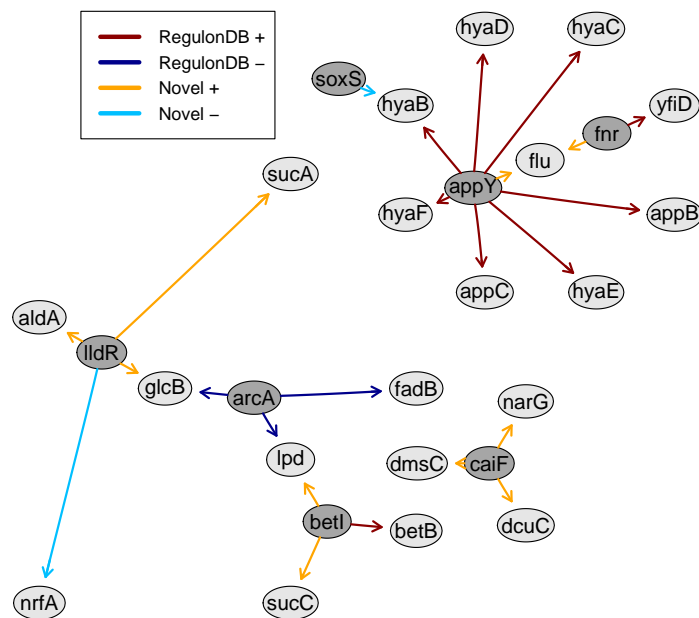 RegulonDB +
RegulonDB −
Novel +
Novel −
hyaD
hyaC
soxS
hyaB
yfiD
fnr
flu
sucA
appY
hyaF
appB
appC
hyaE
aldA
lldR
glcB
arcA
fadB
narG
lpd
dmsC
caiF
betI
betB
dcuC
nrfA
sucC